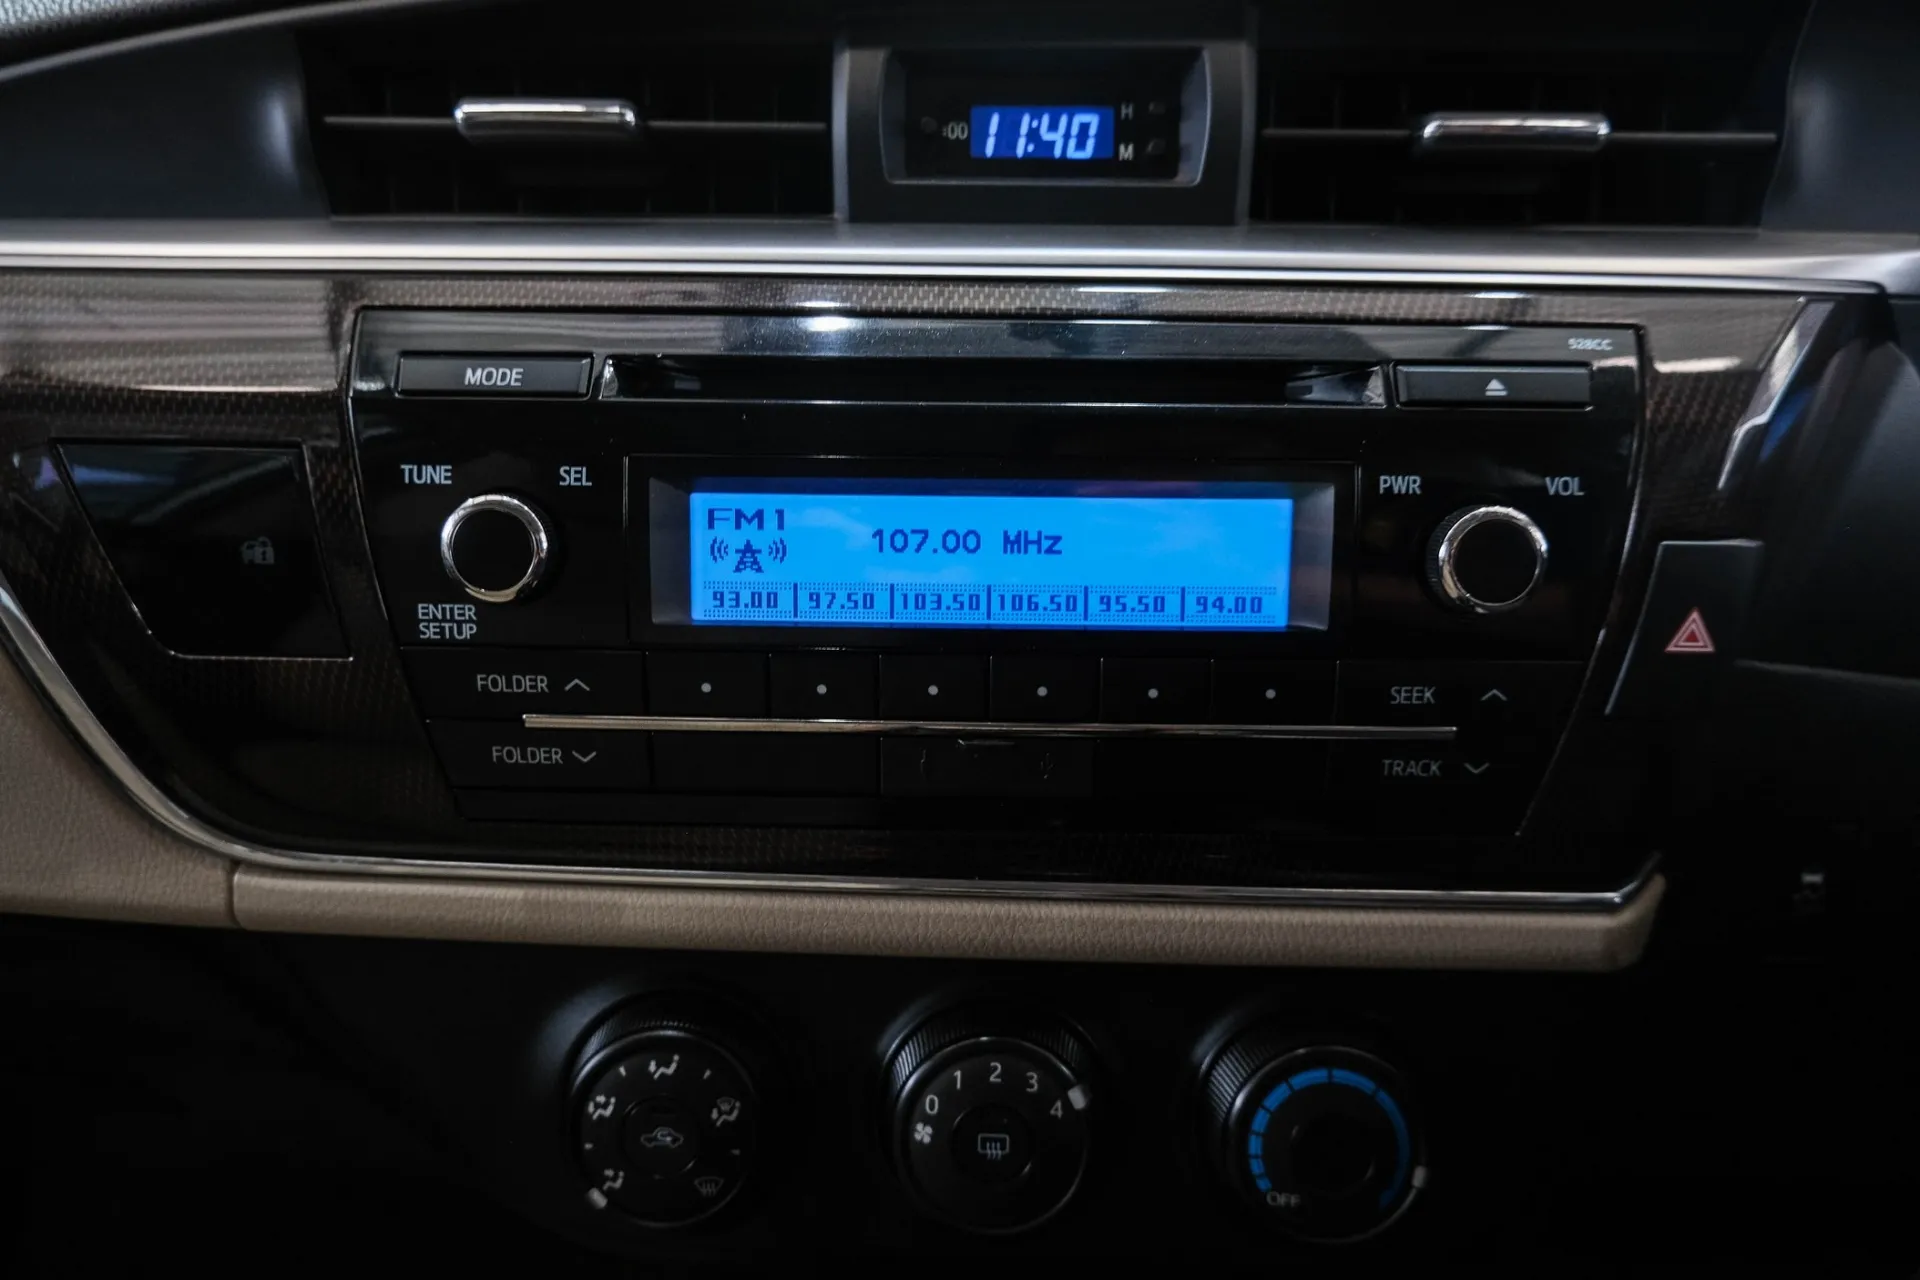 :00 11:40 H
M
528CC
MODE
TUNE SEL
PWR VOL
FM1
107.00 MHz
93.00 97.50 103.50 106.50 95.50 94.00
ENTER
SETUP
FOLDER
SEEK
FOLDER
TRACK
0 1 2 3 4
OFF